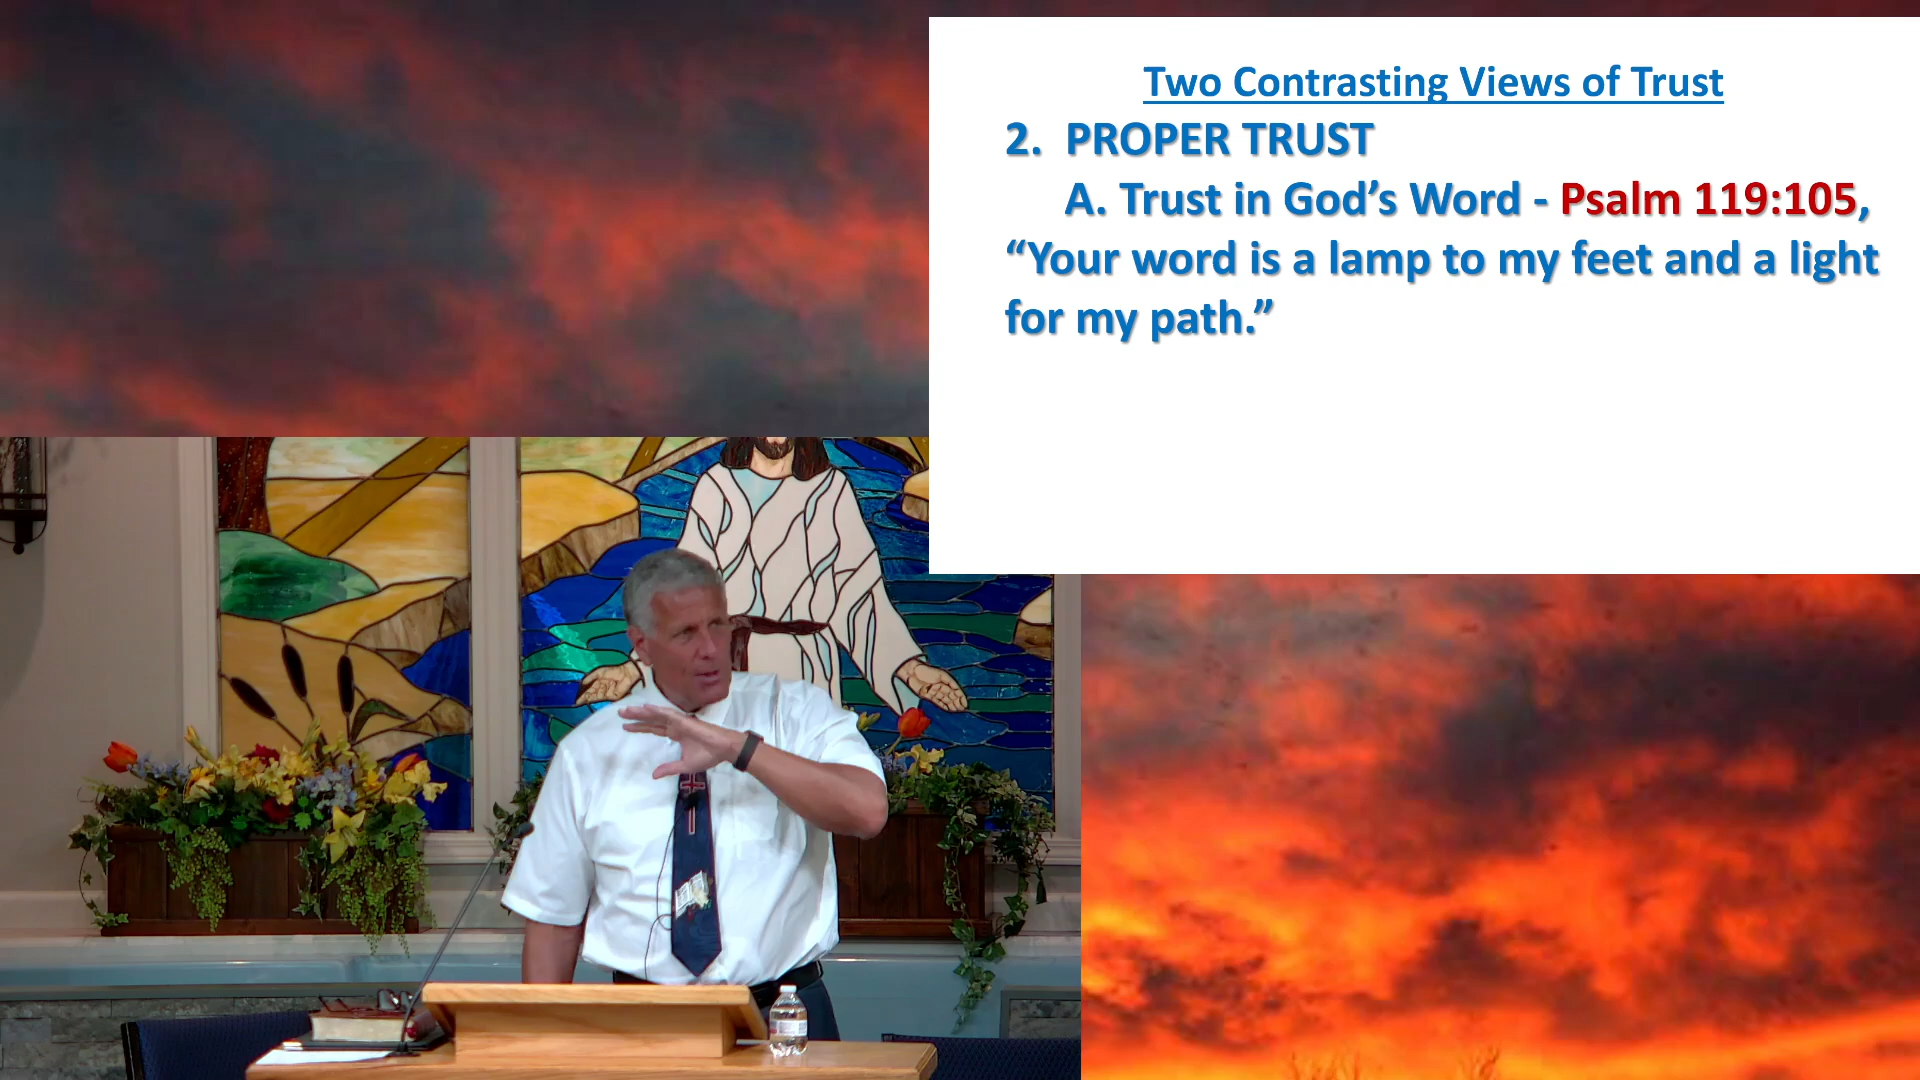 Two Contrasting Views of Trust
2. PROPER TRUST
A. Trust in God’s Word - Psalm 119:105,
“Your word is a lamp to my feet and a light
for my path.”